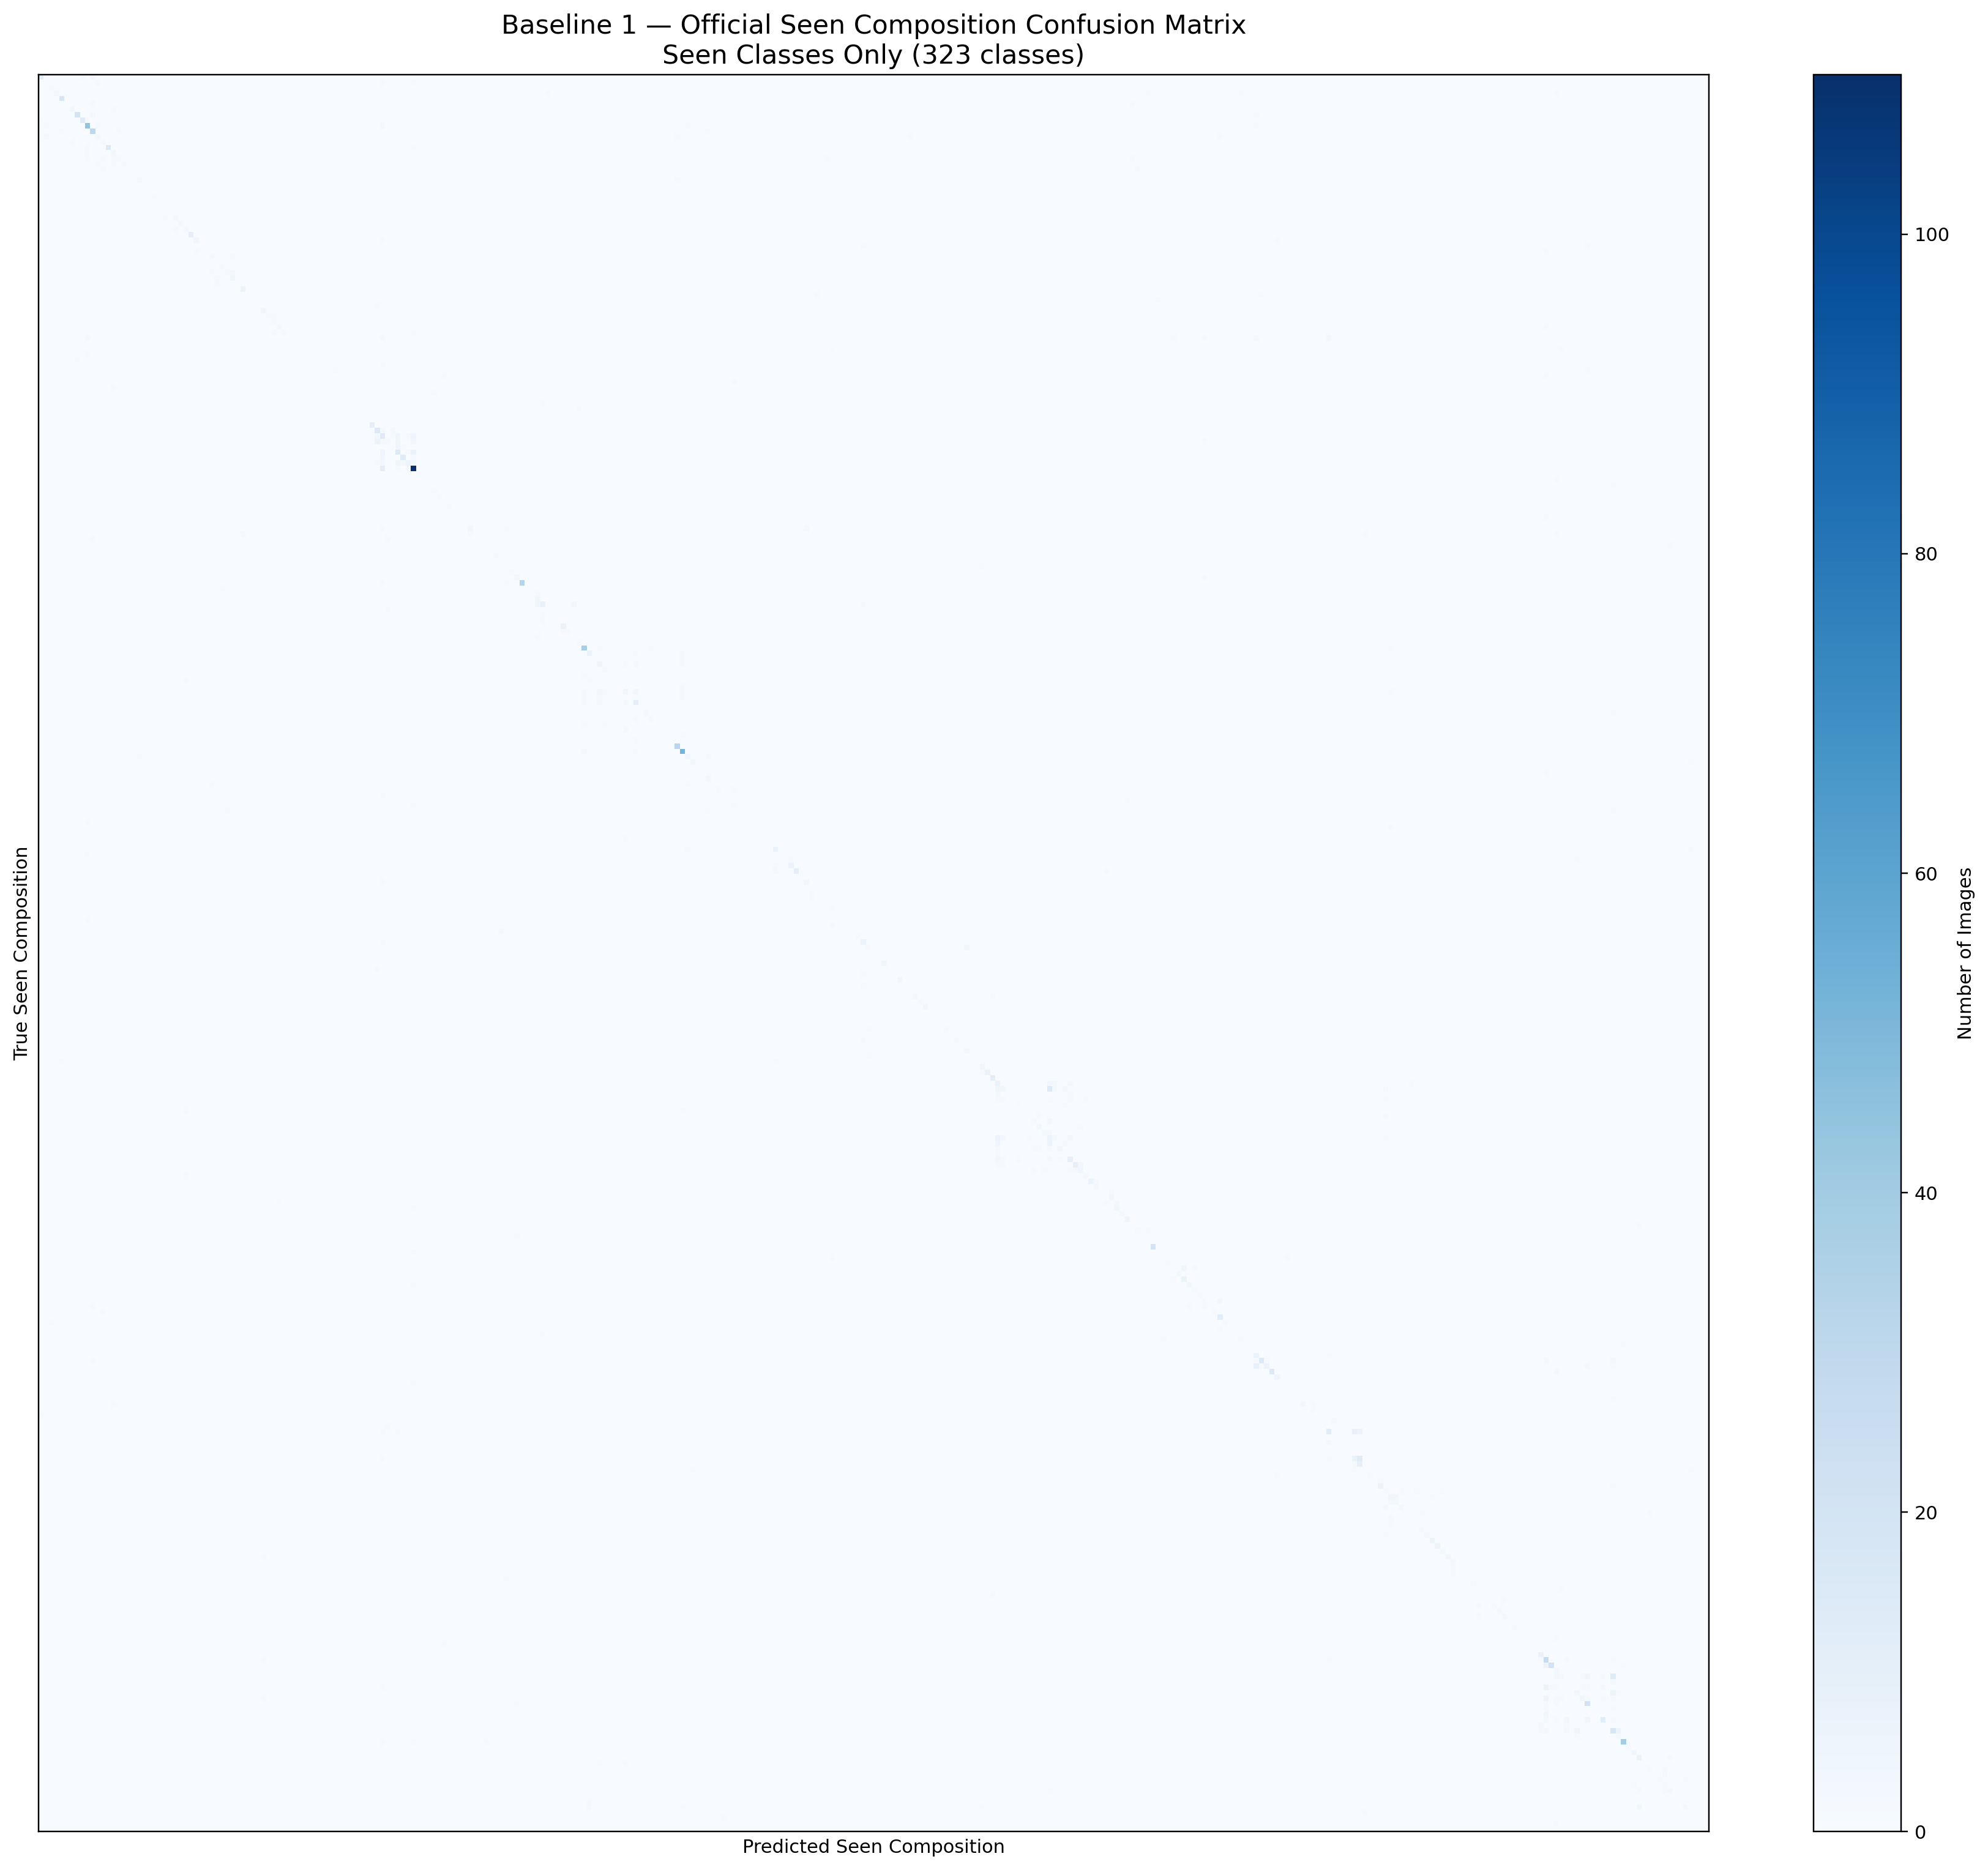 Baseline 1 — Official Seen Composition Confusion Matrix
Seen Classes Only (323 classes)
True Seen Composition
Predicted Seen Composition
100
80
60
40
20
0
Number of Images